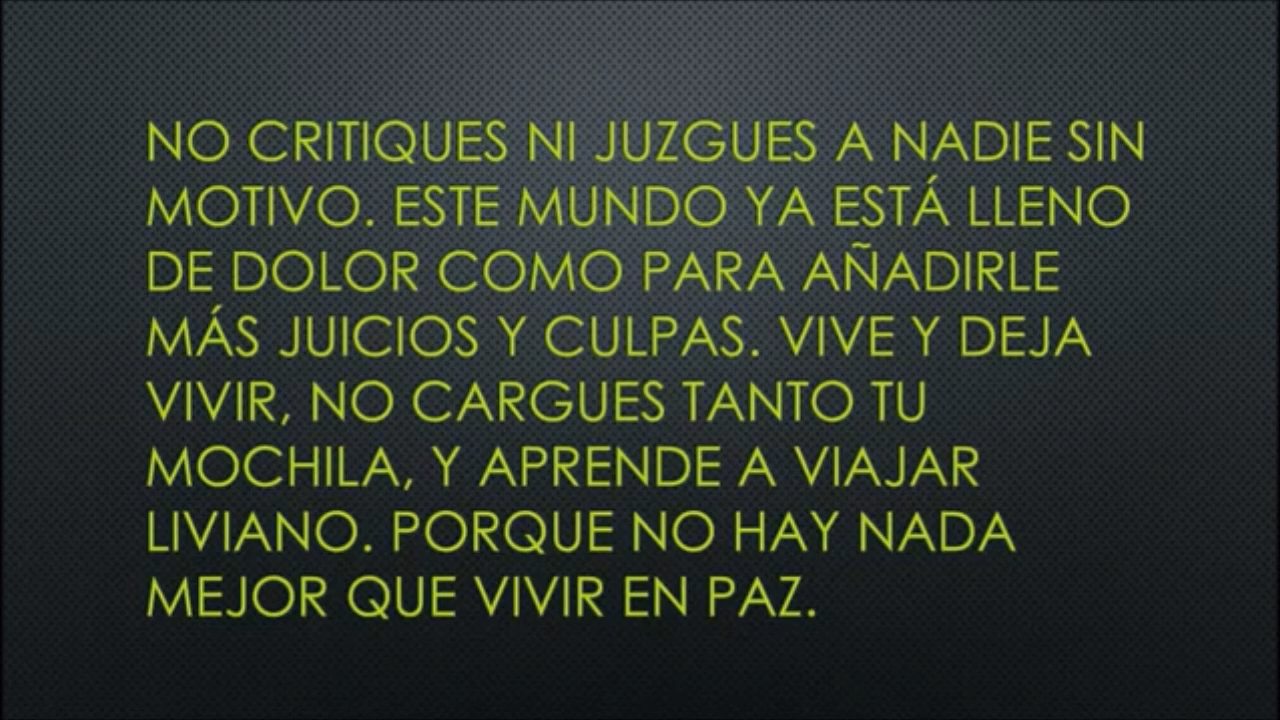 NO CRITIQUES NI JUZGUES A NADIE SIN
MOTIVO. ESTE MUNDO YA ESTÁ LLENO
DE DOLOR COMO PARA AÑADIRLE
MÁS JUICIOS Y CULPAS. VIVE Y DEJA
VIVIR, NO CARGUES TANTO TU
MOCHILA, Y APRENDE A VIAJAR
LIVIANO. PORQUE NO HAY NADA
MEJOR QUE VIVIR EN PAZ.